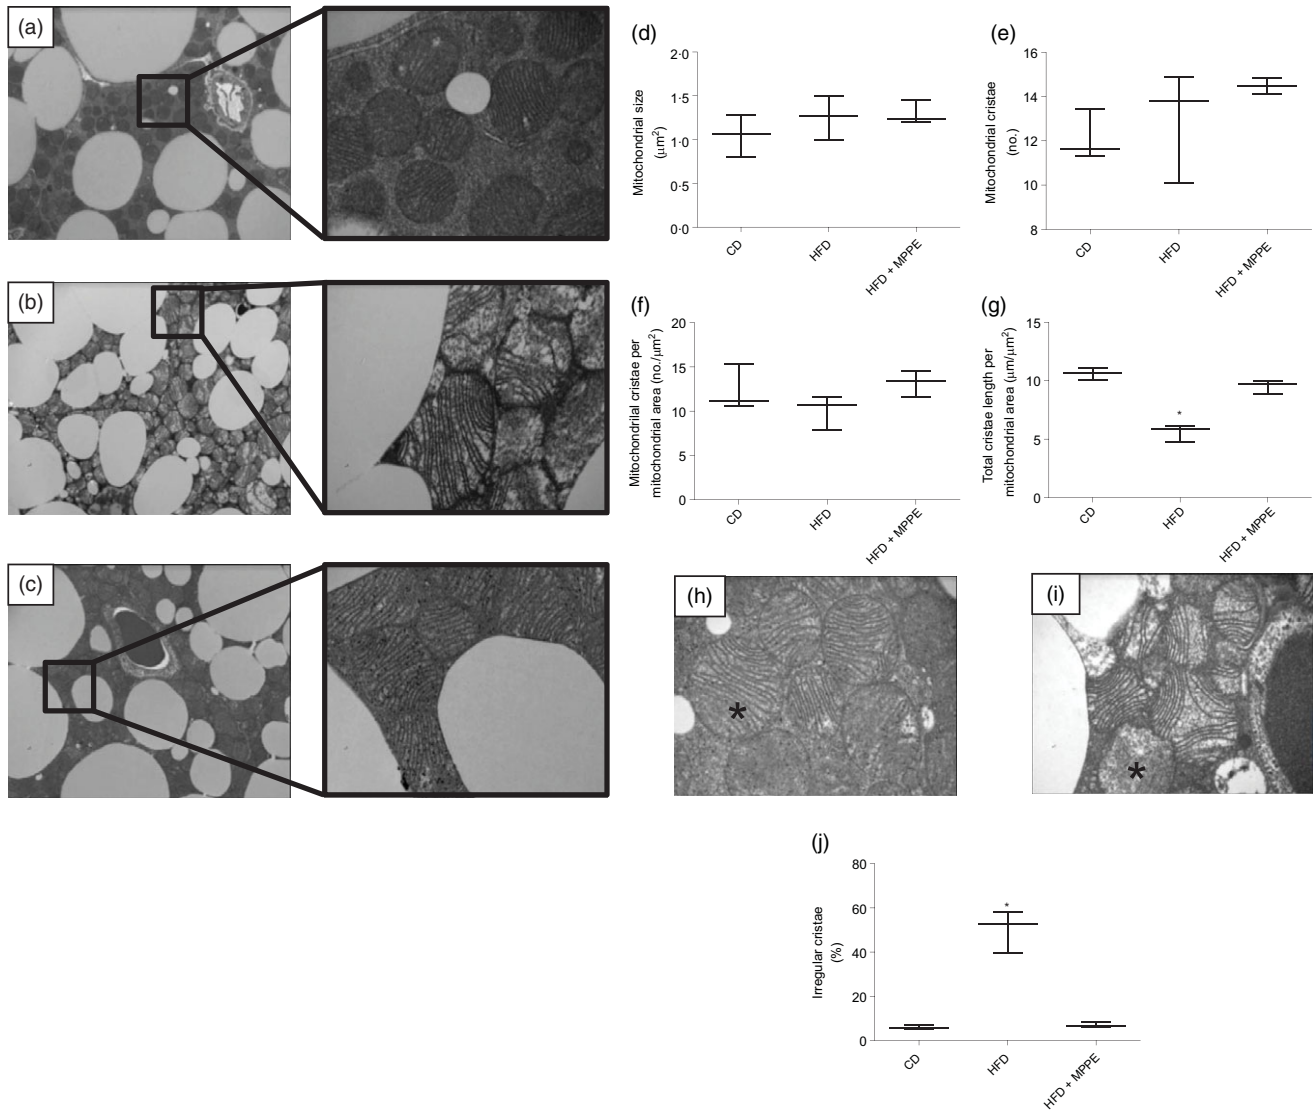 (a)
(b)
(c)
(d)
Mitochondrial size
(μm²)
2·0
1·5
1·0
0·5
0·0
CD
HFD
HFD + MPPE
(e)
Mitochondrial cristae
(no.)
16
14
12
10
8
CD
HFD
HFD + MPPE
(f)
Mitochondrilal cristae per
mitochondrial area (no./μm²)
20
15
10
5
0
CD
HFD
HFD + MPPE
(g)
Total cristae length per
mitochondrial area (μm/μm²)
15
10
5
0
*
CD
HFD
HFD + MPPE
(h)
*
(i)
*
(j)
Irregular cristae
(%)
80
60
40
20
0
*
CD
HFD
HFD + MPPE